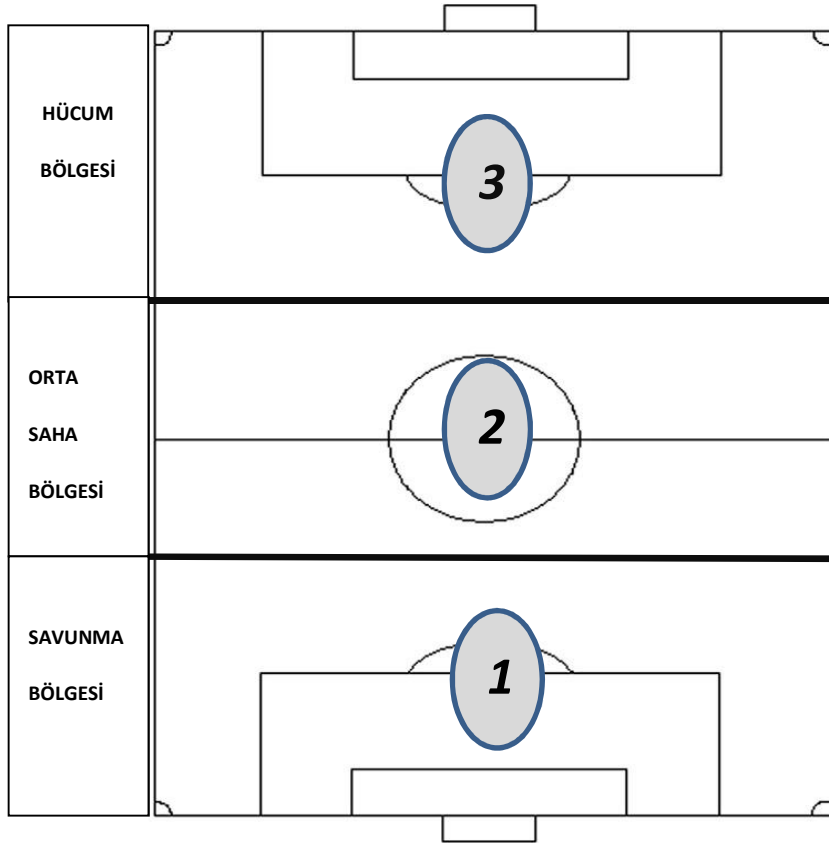 HÜCUM
BÖLGESİ
3
ORTA
SAHA
BÖLGESİ
2
SAVUNMA
BÖLGESİ
1